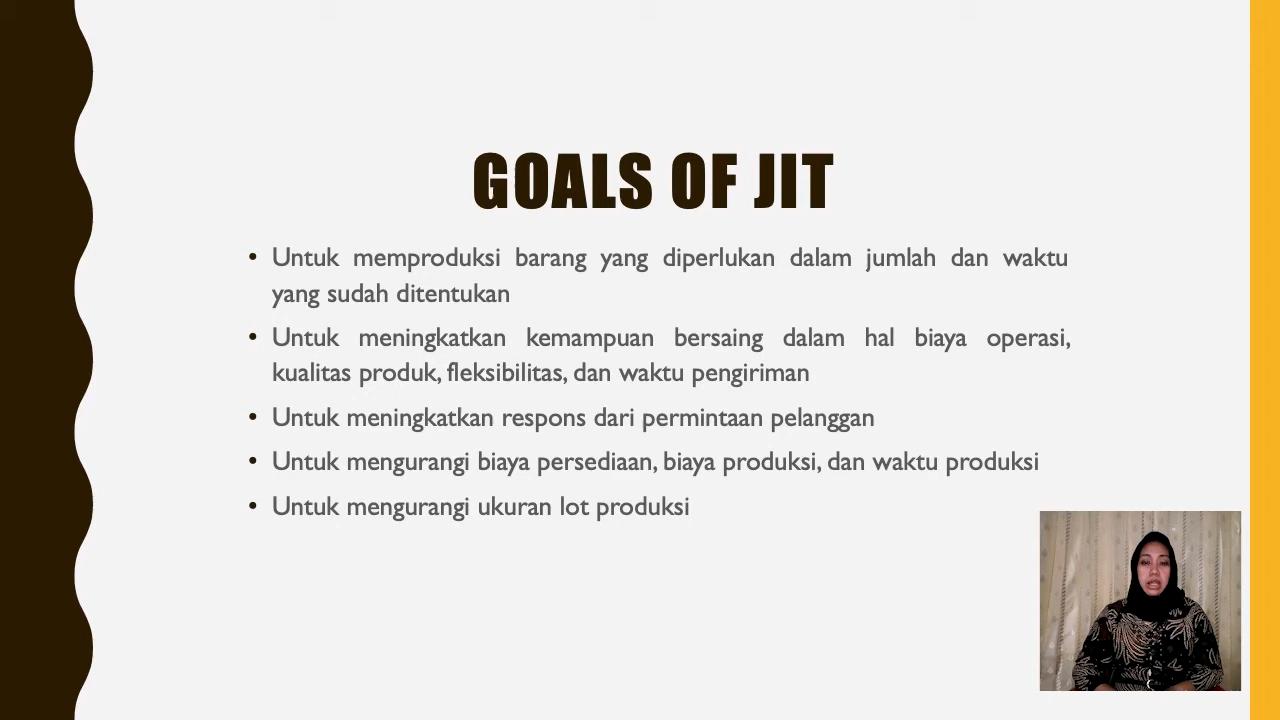 GOALS OF JIT
• Untuk memproduksi barang yang diperlukan dalam jumlah dan waktu
yang sudah ditentukan
• Untuk meningkatkan kemampuan bersaing dalam hal biaya operasi,
kualitas produk, fleksibilitas, dan waktu pengiriman
• Untuk meningkatkan respons dari permintaan pelanggan
• Untuk mengurangi biaya persediaan, biaya produksi, dan waktu produksi
• Untuk mengurangi ukuran lot produksi